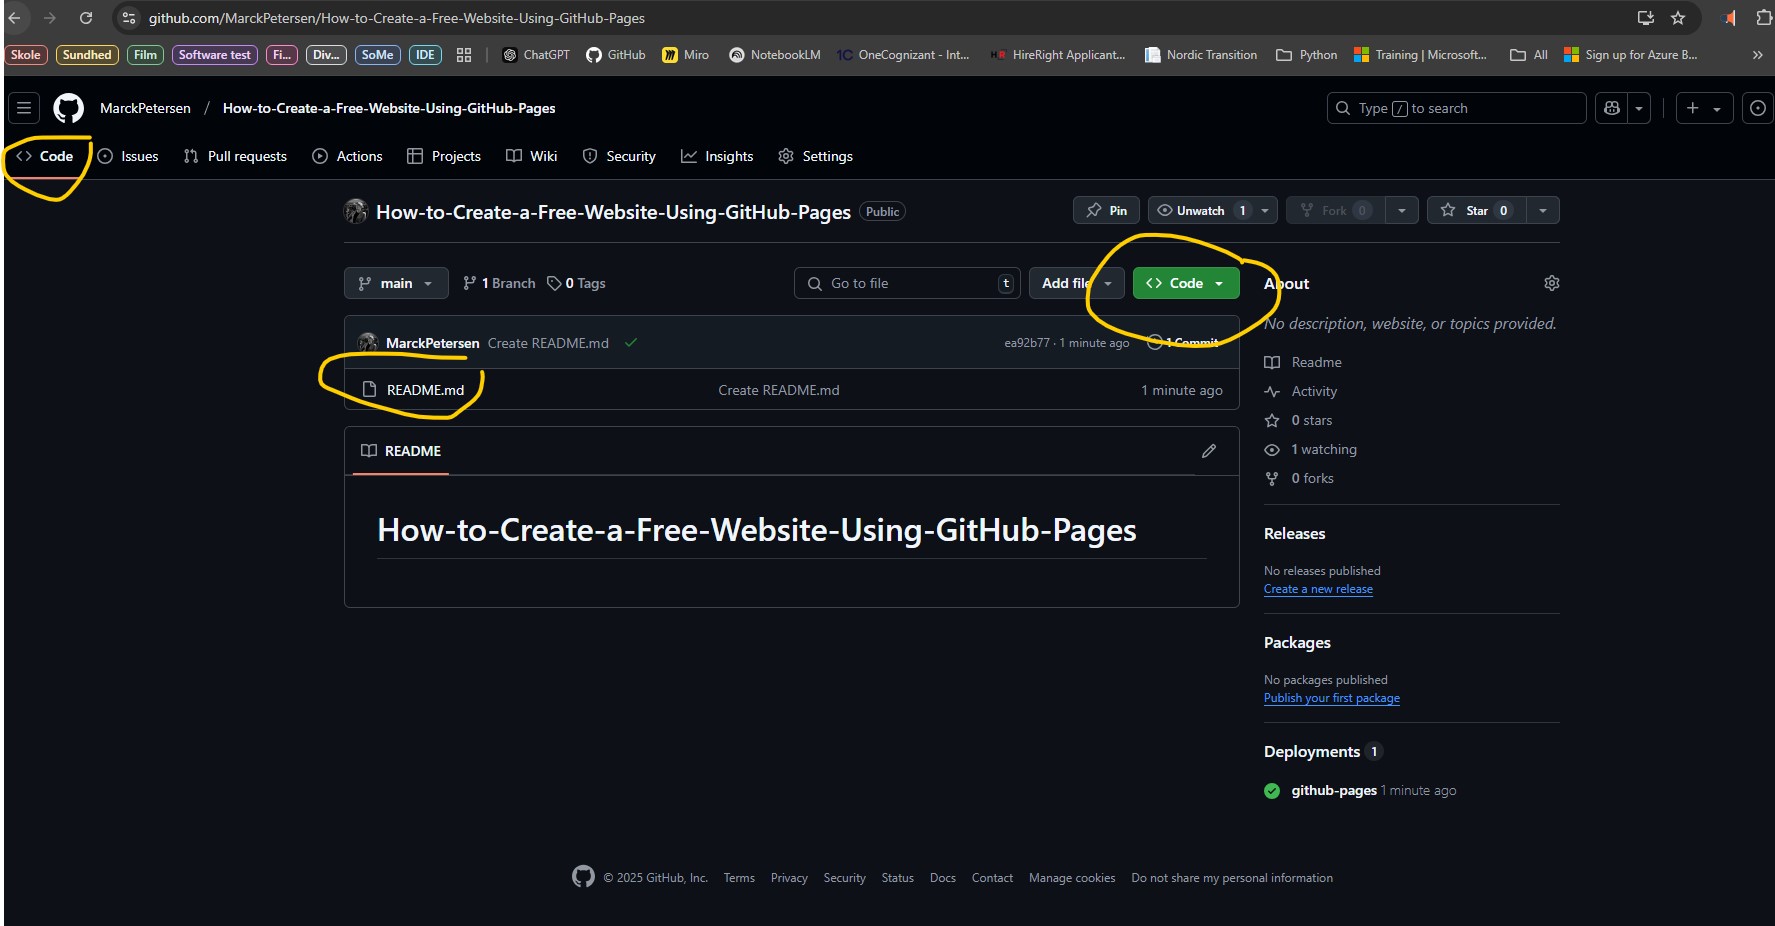 github.com/MarckPetersen/How-to-Create-a-Free-Website-Using-GitHub-Pages
Skole Sundhed Film Software test Fi... Div... SoMe IDE ChatGPT GitHub Miro NotebookLM 1C OneCognizant - Int... HR HireRight Applicant... Nordic Transition Python Training | Microsoft... All Sign up for Azure B...
MarckPetersen / How-to-Create-a-Free-Website-Using-GitHub-Pages Type / to search
Code Issues Pull requests Actions Projects Wiki Security Insights Settings
How-to-Create-a-Free-Website-Using-GitHub-Pages Public Pin Unwatch 1 Fork 0 Star 0
main 1 Branch 0 Tags Go to file t Add file Code About
No description, website, or topics provided.
MarckPetersen Create README.md ea92b77 · 1 minute ago 1 Commit
README.md Create README.md 1 minute ago
Readme
Activity
0 stars
1 watching
0 forks
README
How-to-Create-a-Free-Website-Using-GitHub-Pages
Releases
No releases published
Create a new release
Packages
No packages published
Publish your first package
Deployments 1
github-pages 1 minute ago
© 2025 GitHub, Inc. Terms Privacy Security Status Docs Contact Manage cookies Do not share my personal information